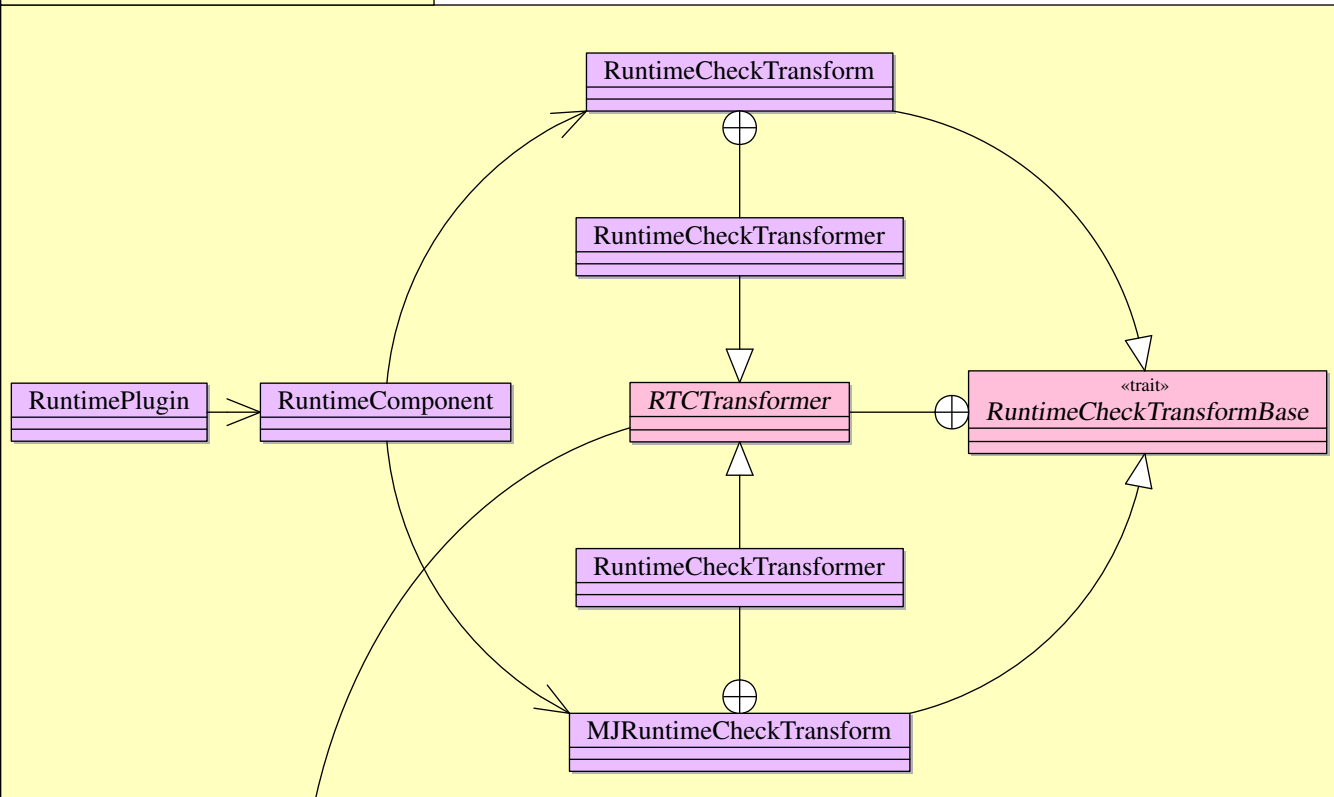 RuntimeCheckTransform
RuntimeCheckTransformer
RuntimePlugin
RuntimeComponent
RTCTransformer
«trait»
RuntimeCheckTransformBase
RuntimeCheckTransformer
MJRuntimeCheckTransform